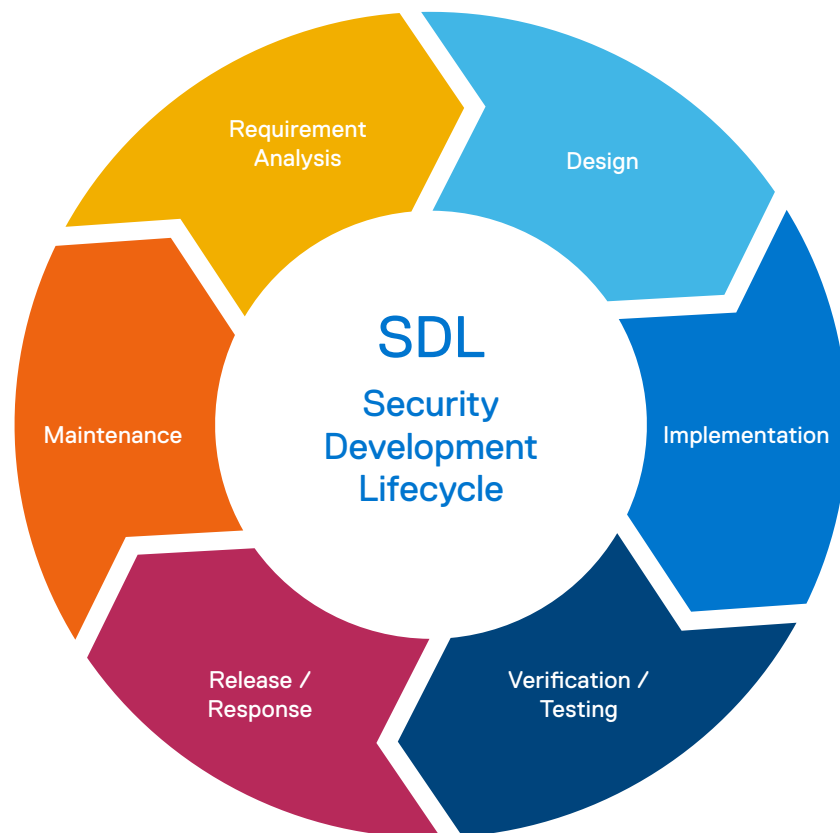 Requirement
Analysis
Design
SDL
Security
Development
Lifecycle
Maintenance
Implementation
Release /
Response
Verification /
Testing